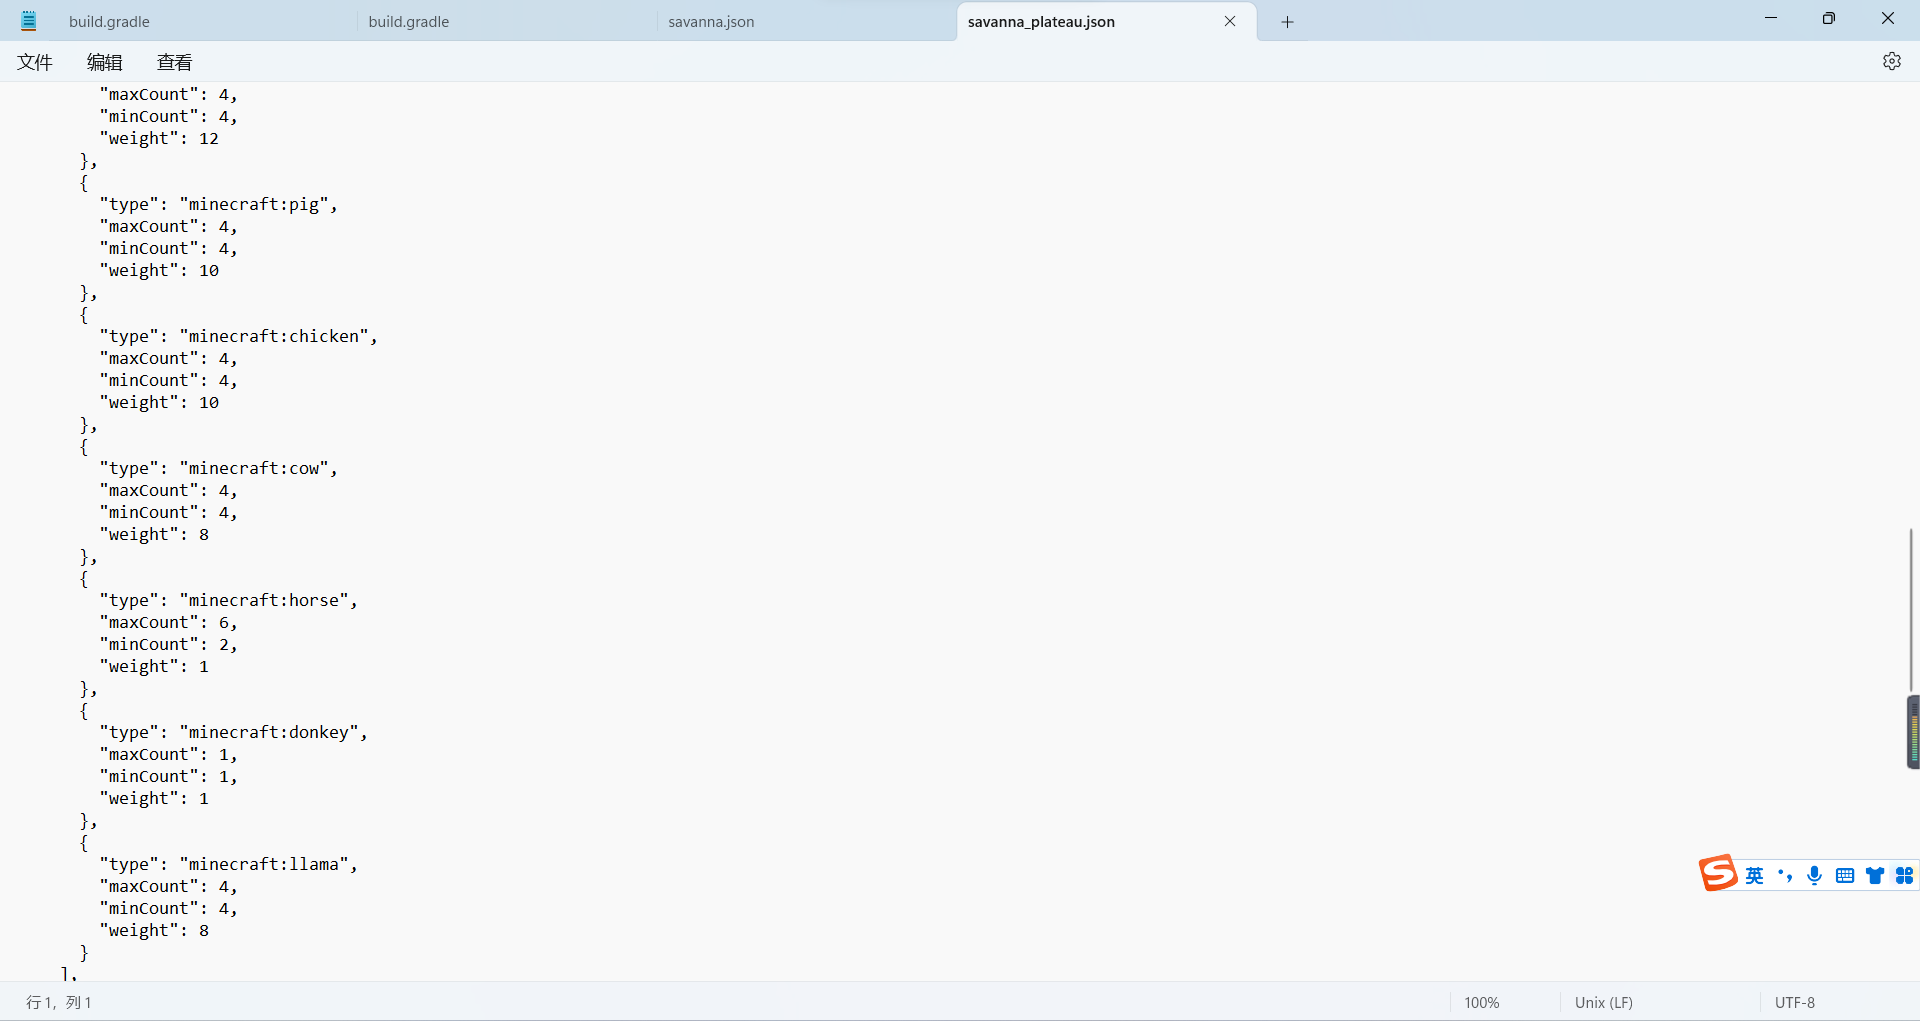 build.gradle
build.gradle
savanna.json
savanna_plateau.json
文件
编辑
查看
"maxCount": 4,
"minCount": 4,
"weight": 12
},
{
"type": "minecraft:pig",
"maxCount": 4,
"minCount": 4,
"weight": 10
},
{
"type": "minecraft:chicken",
"maxCount": 4,
"minCount": 4,
"weight": 10
},
{
"type": "minecraft:cow",
"maxCount": 4,
"minCount": 4,
"weight": 8
},
{
"type": "minecraft:horse",
"maxCount": 6,
"minCount": 2,
"weight": 1
},
{
"type": "minecraft:donkey",
"maxCount": 1,
"minCount": 1,
"weight": 1
},
{
"type": "minecraft:llama",
"maxCount": 4,
"minCount": 4,
"weight": 8
}
],
英
行 1，列 1
100%
Unix (LF)
UTF-8